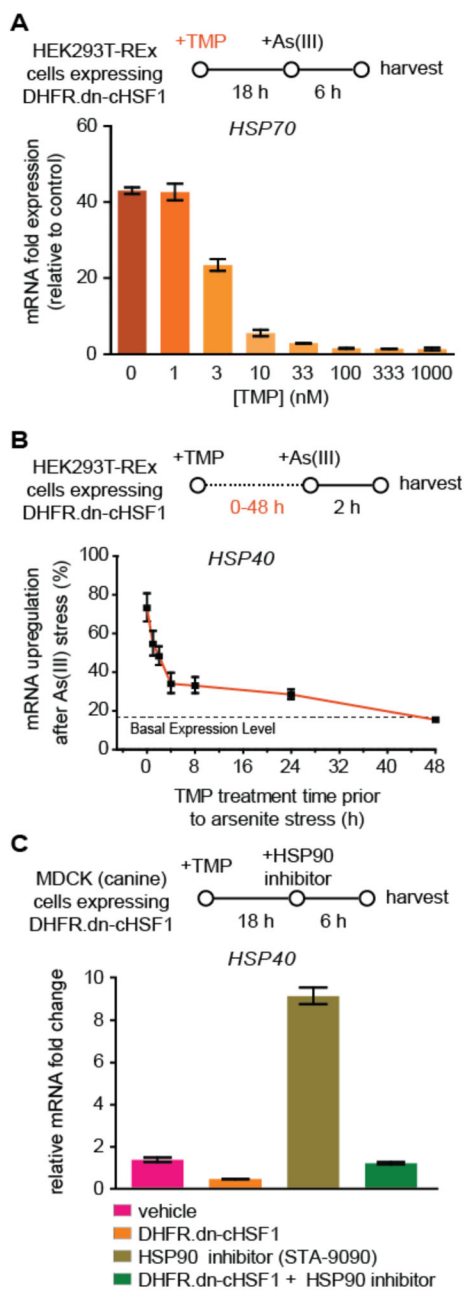 A
HEK293T-REx
cells expressing
DHFR.dn-cHSF1
+TMP
+As(III)
harvest
18 h
6 h
HSP70
mRNA fold expression
(relative to control)
60
40
20
0
0 1 3 10 33 100 333 1000
[TMP] (nM)
B
HEK293T-REx
cells expressing
DHFR.dn-cHSF1
+TMP
+As(III)
harvest
0-48 h
2 h
HSP40
mRNA upregulation
after As(III) stress (%)
100
80
60
40
20
0
Basal Expression Level
0 4 8 12 16 20 24 28 32 36 40 44 48
TMP treatment time prior
to arsenite stress (h)
C
MDCK (canine)
cells expressing
DHFR.dn-cHSF1
+TMP
+HSP90
inhibitor
harvest
18 h
6 h
HSP40
relative mRNA fold change
10
8
6
4
2
0
vehicle
DHFR.dn-cHSF1
HSP90 inhibitor (STA-9090)
DHFR.dn-cHSF1 + HSP90 inhibitor